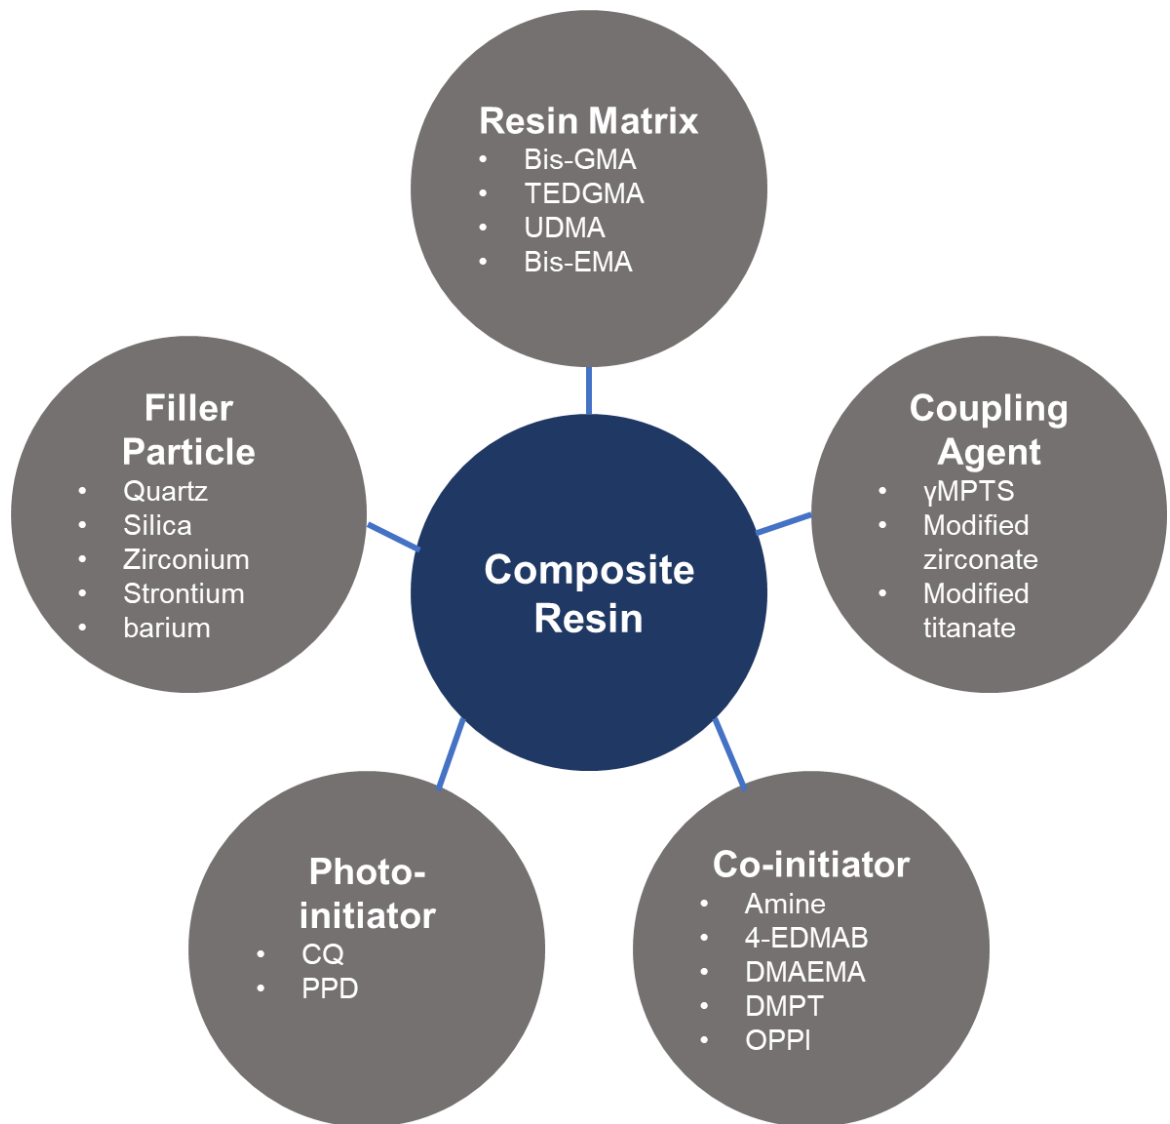 Resin Matrix
• Bis-GMA
• TEDGMA
• UDMA
• Bis-EMA
Filler
Particle
• Quartz
• Silica
• Zirconium
• Strontium
• barium
Coupling
Agent
• γMPTS
• Modified
zirconate
• Modified
titanate
Composite
Resin
Photo-
initiator
• CQ
• PPD
Co-initiator
• Amine
• 4-EDMAB
• DMAEMA
• DMPT
• OPPI